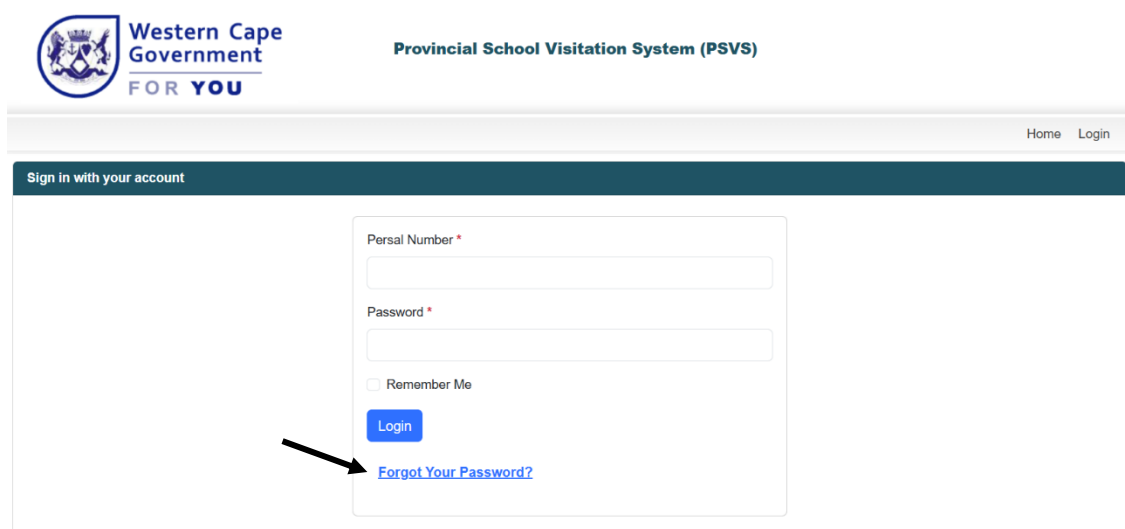 Western Cape
Government
FOR YOU
Provincial School Visitation System (PSVS)
Home Login
Sign in with your account
Persal Number *
Password *
Remember Me
Login
Forgot Your Password?